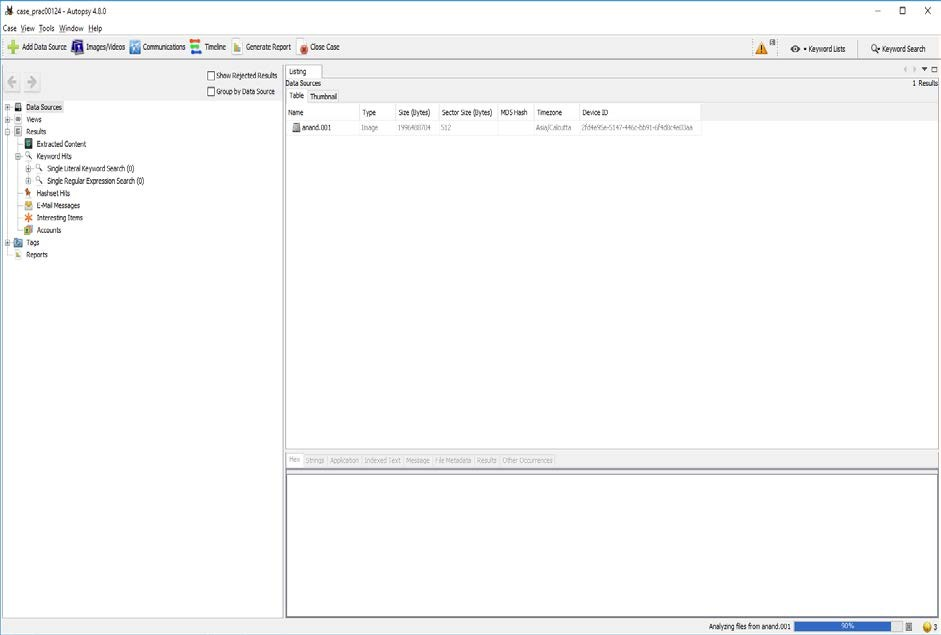 case_prac00124 - Autopsy 4.8.0
Case View Tools Window Help
Add Data Source Images/Videos Communications Timeline Generate Report Close Case Keyword Lists Keyword Search
Show Rejected Results
Group by Data Source
Data Sources
Views
Results
Extracted Content
Keyword Hits
Single Literal Keyword Search (0)
Single Regular Expression Search (0)
Hashset Hits
E-Mail Messages
Interesting Items
Accounts
Tags
Reports
Listing
Data Sources
1 Results
Table Thumbnail
Name Type Size (Bytes) Sector Size (Bytes) MD5 Hash Timezone Device ID
anand.001 Image 1996488704 512 Asia/Calcutta
Hex Strings Application Indexed Text Message File Metadata Results Other Occurrences
Analyzing files from anand.001 90% 3